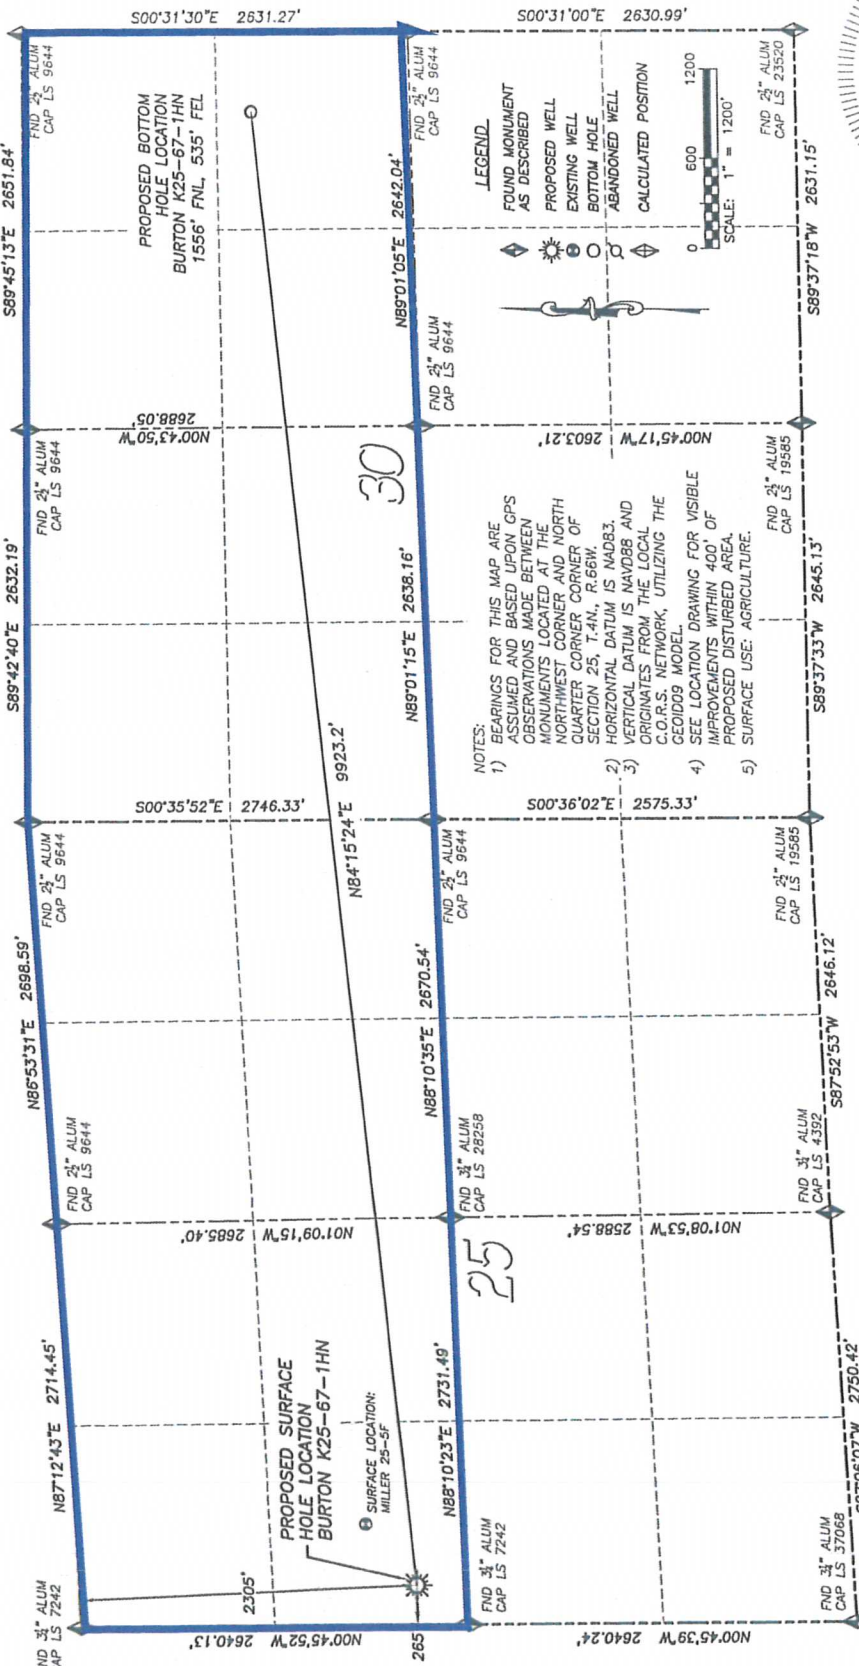 S00°31'30"E 2631.27'
S00°31'00"E 2630.99'
FND 2½" ALUM
CAP LS 9644
FND 2½" ALUM
CAP LS 9644
FND 2½" ALUM
CAP LS 23520
S89°45'13"E 2651.84'
PROPOSED BOTTOM
HOLE LOCATION
BURTON K25-67-1HN
1556' FNL, 535' FEL
N89°01'05"E 2642.04'
LEGEND
FOUND MONUMENT
AS DESCRIBED
PROPOSED WELL
EXISTING WELL
BOTTOM HOLE
ABANDONED WELL
CALCULATED POSITION
0 600 1200
SCALE: 1" = 1200'
S89°37'18"W 2631.15'
FND 2½" ALUM
CAP LS 9644
N00°43'50"W 2688.05'
FND 2½" ALUM
CAP LS 9644
N00°45'17"W 2603.21'
FND 2½" ALUM
CAP LS 19585
30
S89°42'40"E 2632.19'
N89°01'15"E 2638.16'
NOTES:
1) BEARINGS FOR THIS MAP ARE
ASSUMED AND BASED UPON GPS
OBSERVATIONS MADE BETWEEN
MONUMENTS LOCATED AT THE
NORTHWEST CORNER AND NORTH
QUARTER CORNER CORNER OF
SECTION 25, T.4N., R.66W.
2) HORIZONTAL DATUM IS NAD83.
3) VERTICAL DATUM IS NAVD88 AND
ORIGINATES FROM THE LOCAL
C.O.R.S. NETWORK, UTILIZING THE
GEOID09 MODEL.
4) SEE LOCATION DRAWING FOR VISIBLE
IMPROVEMENTS WITHIN 400' OF
PROPOSED DISTURBED AREA.
5) SURFACE USE: AGRICULTURE.
S89°37'33"W 2645.13'
S00°35'52"E 2746.33'
N84°15'24"E 9923.2'
S00°36'20"E 2575.33'
FND 2½" ALUM
CAP LS 9644
FND 2½" ALUM
CAP LS 9644
FND 2½" ALUM
CAP LS 19585
N86°53'31"E 2698.59'
N88°10'35"E 2670.54'
S87°52'53"W 2646.12'
FND 2½" ALUM
CAP LS 9644
FND 3¼" ALUM
CAP LS 28258
FND 3¼" ALUM
CAP LS 4392
N01°09'15"W 2685.40'
N01°08'53"W 2588.54'
25
N87°12'43"E 2714.45'
PROPOSED SURFACE
HOLE LOCATION
BURTON K25-67-1HN
SURFACE LOCATION:
MILLER 25-5F
N88°10'23"E 2731.49'
2750.42'
2305'
CAP LS 7242
FND 3¼" ALUM
CAP LS 7242
FND 3¼" ALUM
CAP LS 37068
N00°45'52"W 2640.13'
265
N00°45'39"W 2640.24'